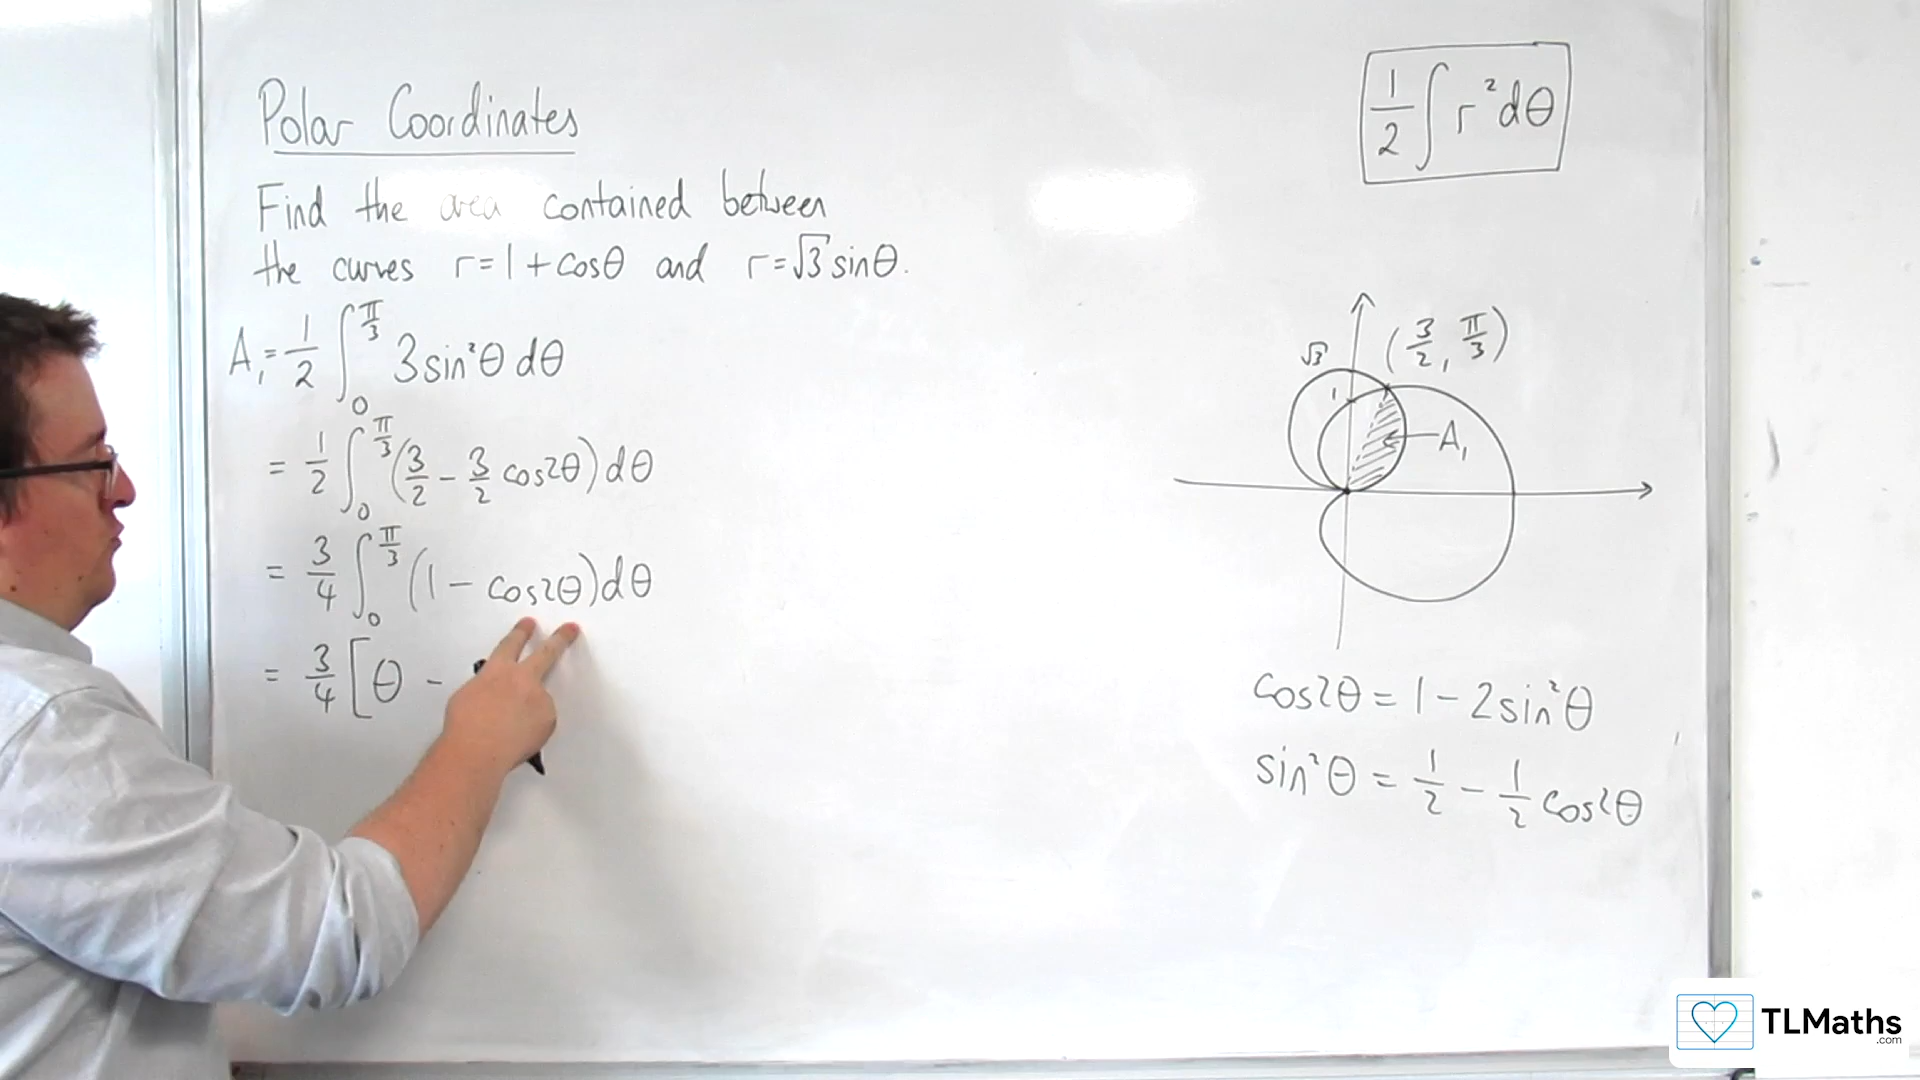 Polar Coordinates
Find the area contained between
the curves r=1+cosθ and r=√3 sinθ.
A₁ = 1/2 ∫₀^(π/3) 3sin²θ dθ
= 1/2 ∫₀^(π/3) (3/2 - 3/2 cos2θ) dθ
= 3/4 ∫₀^(π/3) (1 - cos2θ) dθ
= 3/4 [θ -
1/2 ∫ r² dθ
√3
(3/2, π/3)
1
A₁
cos2θ = 1 - 2sin²θ
sin²θ = 1/2 - 1/2 cos2θ
TLMaths
.com